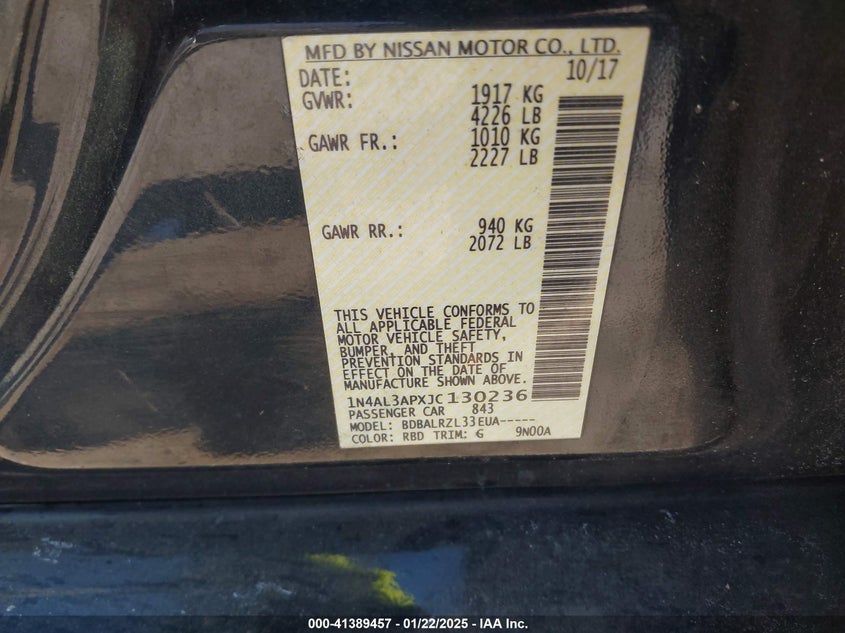 MFD BY NISSAN MOTOR CO., LTD.
DATE: 10/17
GVWR: 1917 KG
4226 LB
GAWR FR.: 1010 KG
2227 LB
GAWR RR.: 940 KG
2072 LB
THIS VEHICLE CONFORMS TO
ALL APPLICABLE FEDERAL
MOTOR VEHICLE SAFETY,
BUMPER, AND THEFT
PREVENTION STANDARDS IN
EFFECT ON THE DATE OF
MANUFACTURE SHOWN ABOVE.
1N4AL3APXJC130236
PASSENGER CAR 843
MODEL: BDBALRZL33EUA-----
COLOR: RBD TRIM: G 9N00A
000-41389457 - 01/22/2025 - IAA Inc.